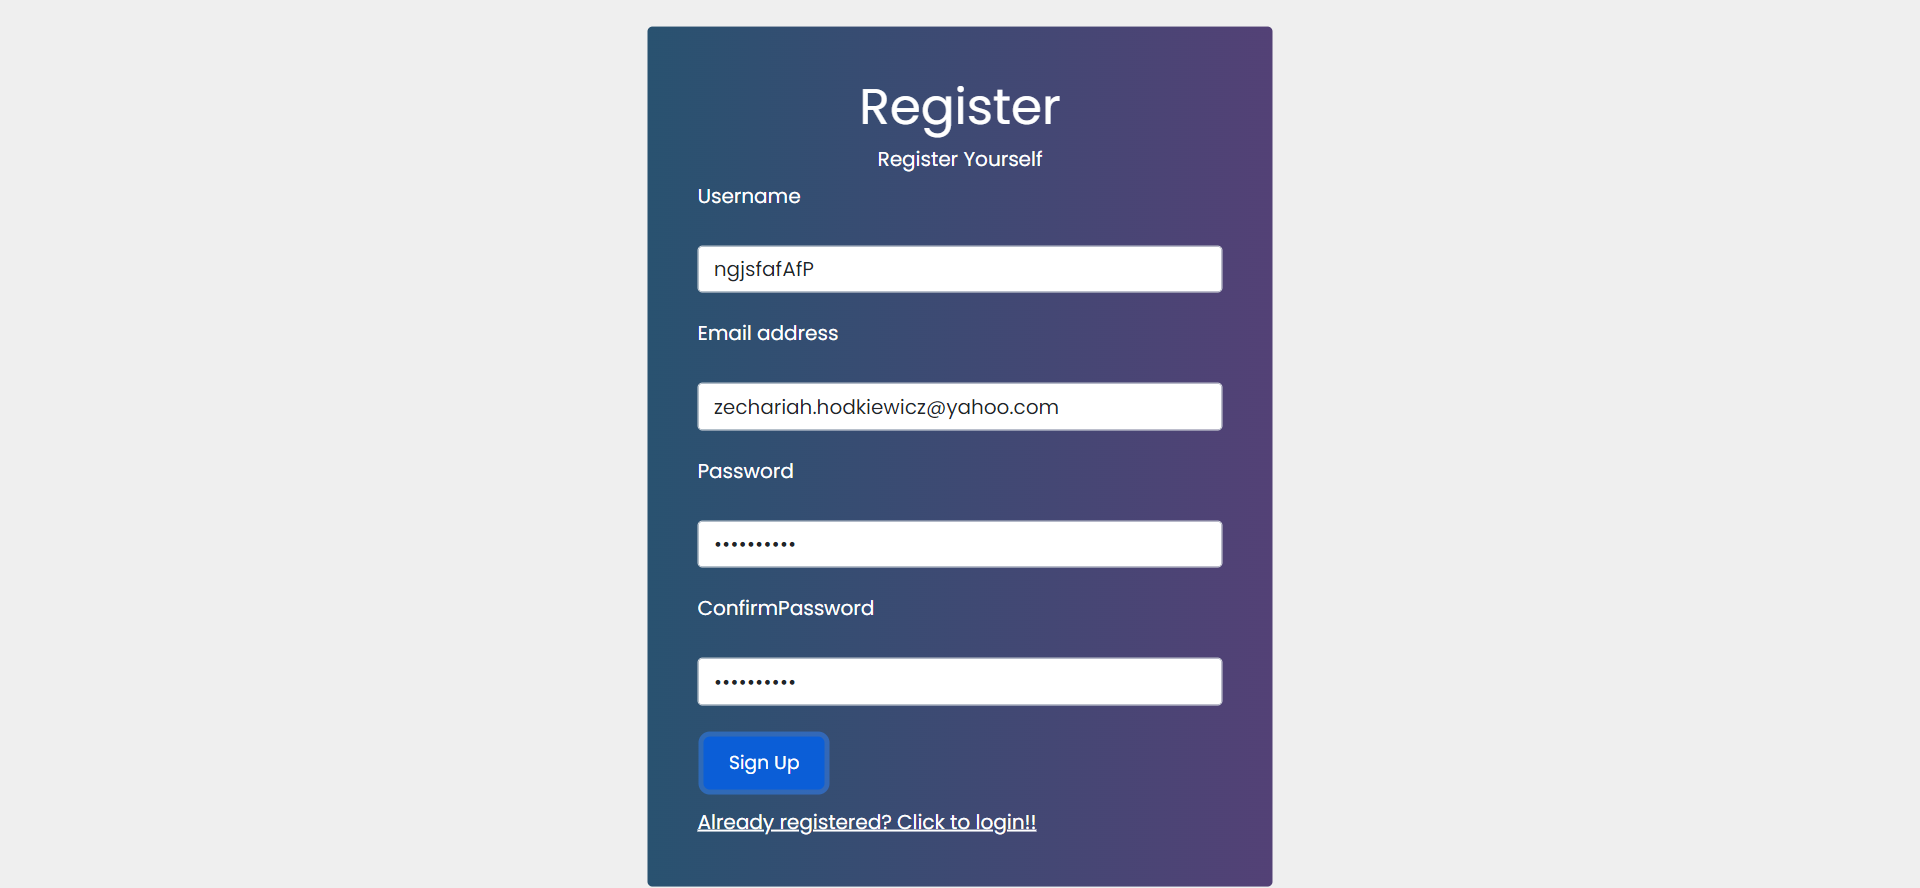 Register
Register Yourself
Username
ngjsfafAfP
Email address
zechariah.hodkiewicz@yahoo.com
Password
••••••••••
ConfirmPassword
••••••••••
Sign Up
Already registered? Click to login!!